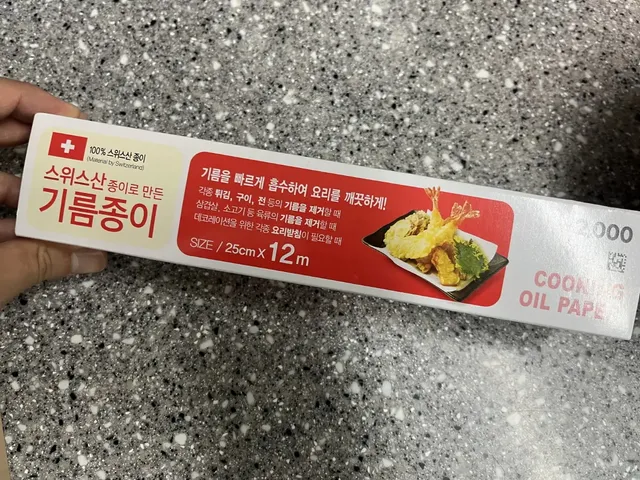 100% 스위스산 종이
(Material by Switzerland)
스위스산 종이로 만든
기름종이
기름을 빠르게 흡수하여 요리를 깨끗하게!
각종 튀김, 구이, 전 등의 기름을 제거할 때
삼겹살, 소고기 등 육류의 기름을 제거할 때
데코레이션을 위한 각종 요리받침이 필요할 때
SIZE / 25cm x 12m
000
COOKING
OIL PAPE